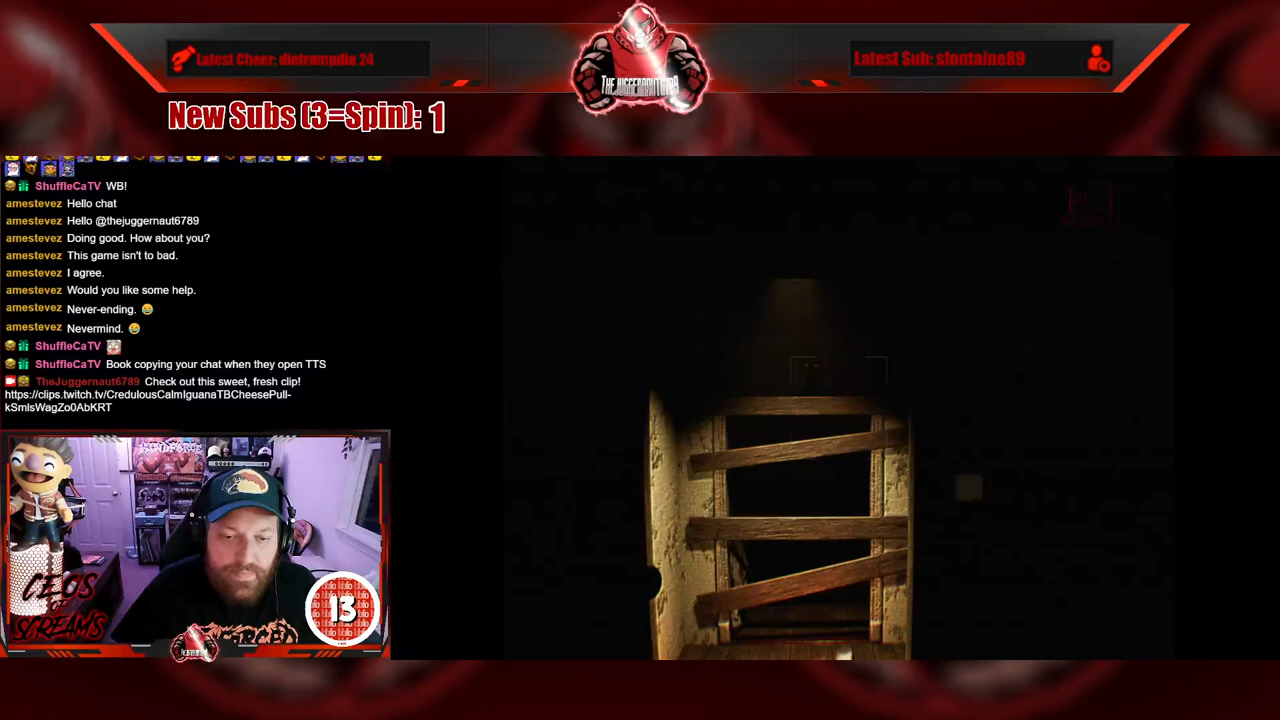 Latest Cheer: dietrumpdie 24
THEJUGGERNAUT6789
Latest Sub: sfontaine89
New Subs (3=Spin): 1
ShuffleCaTV WB!
amestevez Hello chat
amestevez Hello @thejuggernaut6789
amestevez Doing good. How about you?
amestevez This game isn't to bad.
amestevez I agree.
amestevez Would you like some help.
amestevez Never-ending. 😂
amestevez Nevermind. 😂
ShuffleCaTV
ShuffleCaTV Book copying your chat when they open TTS
TheJuggernaut6789 Check out this sweet, fresh clip!
https://clips.twitch.tv/CredulousCalmIguanaTBCheesePull-
kSmlsWagZo0AbKRT
CEO'S
OF
SCREAMS
13